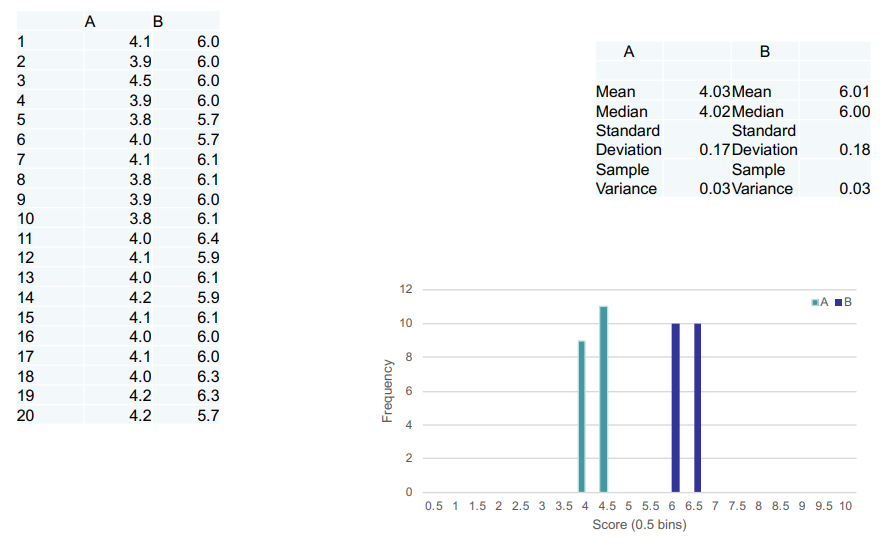 A B
1 4.1 6.0
2 3.9 6.0
3 4.5 6.0
4 3.9 6.0
5 3.8 5.7
6 4.0 5.7
7 4.1 6.1
8 3.8 6.1
9 3.9 6.0
10 3.8 6.1
11 4.0 6.4
12 4.1 5.9
13 4.0 6.1
14 4.2 5.9
15 4.1 6.1
16 4.0 6.0
17 4.1 6.0
18 4.0 6.3
19 4.2 6.3
20 4.2 5.7
A B
Mean 4.03 Mean 6.01
Median 4.02 Median 6.00
Standard Standard
Deviation 0.17 Deviation 0.18
Sample Sample
Variance 0.03 Variance 0.03
12
A B
10
8
6
4
2
0
Frequency
0.5 1 1.5 2 2.5 3 3.5 4 4.5 5 5.5 6 6.5 7 7.5 8 8.5 9 9.5 10
Score (0.5 bins)